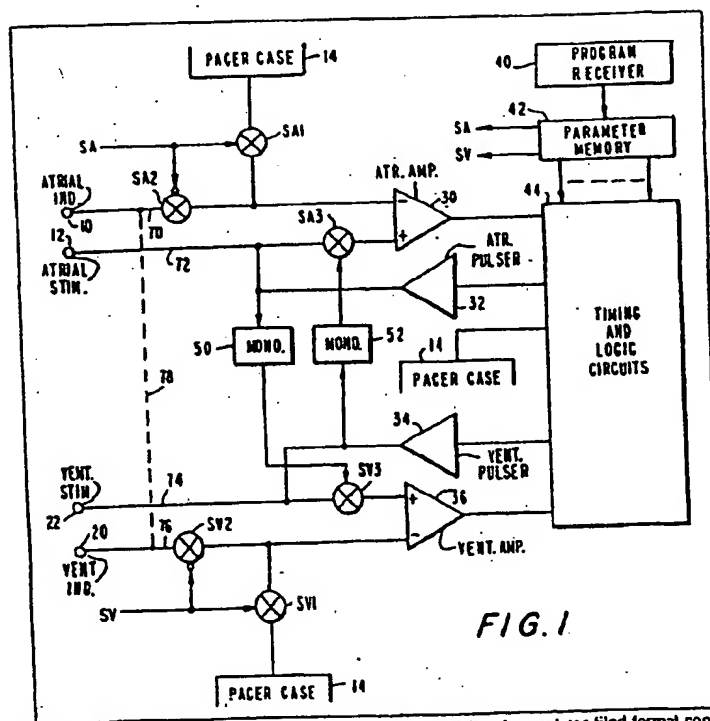 PACER CASE
14
40
PROGRAM
RECEIVER
42
SA
SV
PARAMETER
MEMORY
SA
SA1
ATRIAL
IND.
10
SA2
70
ATR. AMP.
30
44
12
ATRIAL
STIM.
72
SA3
ATR.
PULSER
32
50
MONO.
MONO.
52
14
PACER CASE
TIMING
AND
LOGIC
CIRCUITS
78
34
VENT.
PULSER
VENT.
STIM
22
74
SV3
36
VENT. AMP.
20
VENT
IND.
76
SV2
SV
SV1
FIG. 1
PACER CASE
14
filed format